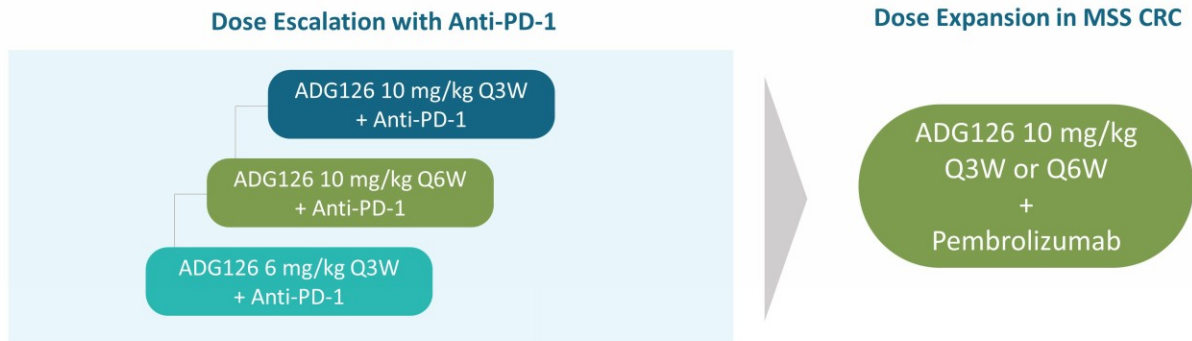 Dose Escalation with Anti-PD-1
ADG126 10 mg/kg Q3W
+ Anti-PD-1
ADG126 10 mg/kg Q6W
+ Anti-PD-1
ADG126 6 mg/kg Q3W
+ Anti-PD-1
Dose Expansion in MSS CRC
ADG126 10 mg/kg
Q3W or Q6W
+
Pembrolizumab